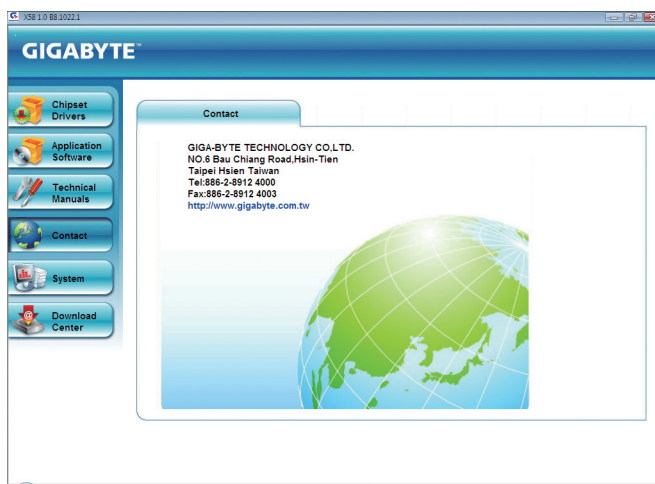 X58 1.0 B8.1022.1
GIGABYTE™
Chipset
Drivers
Application
Software
Technical
Manuals
Contact
System
Download
Center
Contact
GIGA-BYTE TECHNOLOGY CO,LTD.
NO.6 Bau Chiang Road,Hsin-Tien
Taipei Hsien Taiwan
Tel:886-2-8912 4000
Fax:886-2-8912 4003
http://www.gigabyte.com.tw